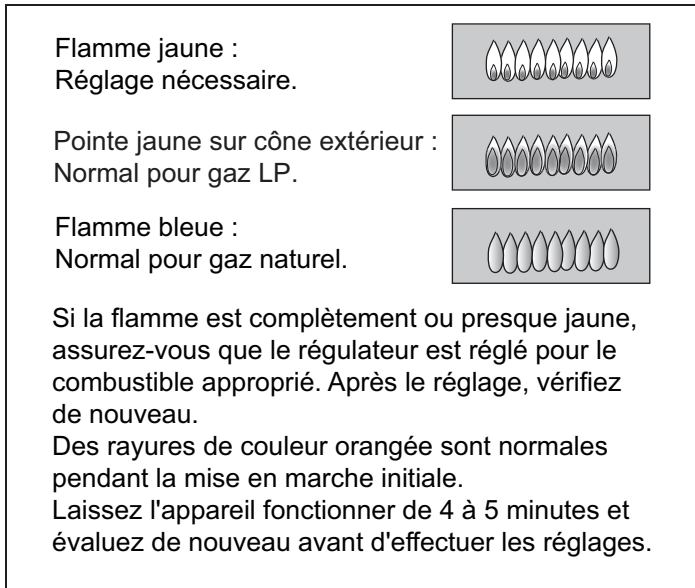 Flamme jaune :
Réglage nécessaire.
Pointe jaune sur cône extérieur :
Normal pour gaz LP.
Flamme bleue :
Normal pour gaz naturel.
Si la flamme est complètement ou presque jaune,
assurez-vous que le régulateur est réglé pour le
combustible approprié. Après le réglage, vérifiez
de nouveau.
Des rayures de couleur orangée sont normales
pendant la mise en marche initiale.
Laissez l'appareil fonctionner de 4 à 5 minutes et
évaluez de nouveau avant d'effectuer les réglages.